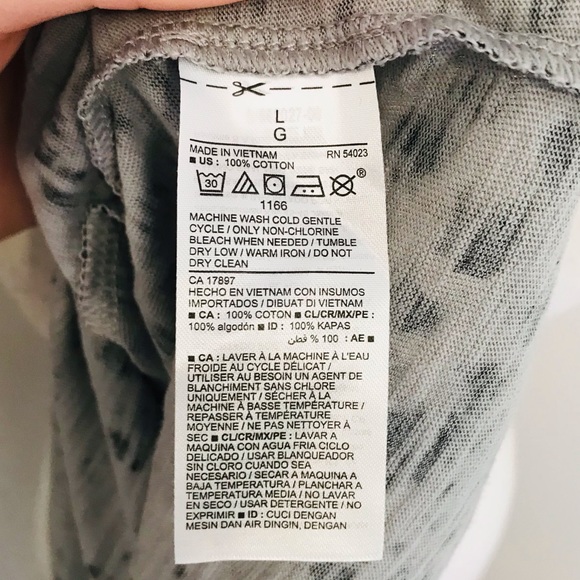 L
G
MADE IN VIETNAM RN 54023
■ US : 100% COTTON
30
®
1166
MACHINE WASH COLD GENTLE
CYCLE / ONLY NON-CHLORINE
BLEACH WHEN NEEDED / TUMBLE
DRY LOW / WARM IRON / DO NOT
DRY CLEAN
CA 17897
HECHO EN VIETNAM CON INSUMOS
IMPORTADOS / DIBUAT DI VIETNAM
■ CA : 100% COTON ■ CL/CR/MX/PE :
100% algodón ■ ID : 100% KAPAS
■ AE : 100 % قطن
■ CA : LAVER À LA MACHINE À L'EAU
FROIDE AU CYCLE DÉLICAT /
UTILISER AU BESOIN UN AGENT DE
BLANCHIMENT SANS CHLORE
UNIQUEMENT / SÉCHER À LA
MACHINE À BASSE TEMPÉRATURE /
REPASSER À TEMPÉRATURE
MOYENNE / NE PAS NETTOYER À
SEC ■ CL/CR/MX/PE : LAVAR A
MAQUINA CON AGUA FRIA CICLO
DELICADO / USAR BLANQUEADOR
SIN CLORO CUANDO SEA
NECESARIO / SECAR A MAQUINA A
BAJA TEMPERATURA / PLANCHAR A
TEMPERATURA MEDIA / NO LAVAR
EN SECO / USAR DETERGENTE / NO
EXPRIMIR ■ ID : CUCI DENGAN
MESIN DAN AIR DINGIN, DENGAN